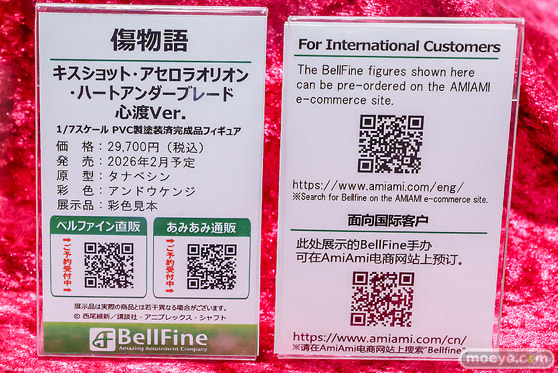 傷物語
キスショット・アセロラオリオン
・ハートアンダーブレード
心渡Ver.
1/7スケール PVC製塗装済完成品フィギュア
価　格：29,700円（税込）
発　売：2026年2月予定
原　型：タナベシン
彩　色：アンドウケンジ
展示品：彩色見本
ベルファイン直販
ご予約受付中
あみあみ通販
ご予約受付中
展示品は実際の商品とは若干異なる場合がございます。
© 西尾維新／講談社・アニプレックス・シャフト
BellFine
Amazing Amusement Company
For International Customers
The BellFine figures shown here
can be pre-ordered on the AMIAMI
e-commerce site.
https://www.amiami.com/eng/
※Search for Bellfine on the AMIAMI e-commerce site.
面向国际客户
此处展示的BellFine手办
可在AmiAmi电商网站上预订。
https://www.amiami.com/cn/
※请在AmiAmi电商网站上搜索"Bellfine"
moeyo.com